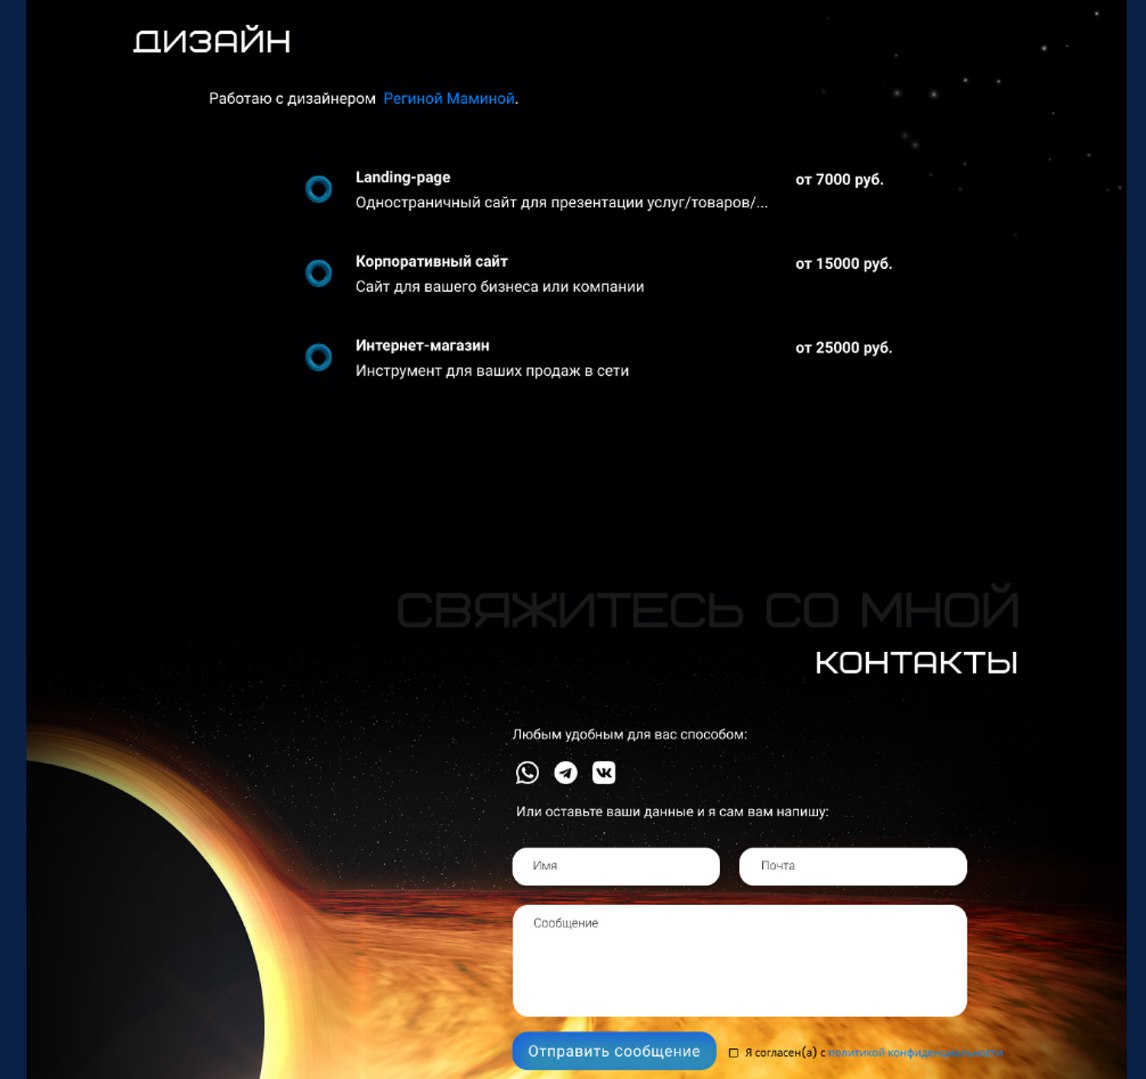 ДИЗАЙН
Работаю с дизайнером Региной Маминой.
Landing-page
от 7000 руб.
Одностраничный сайт для презентации услуг/товаров/...
Корпоративный сайт
от 15000 руб.
Сайт для вашего бизнеса или компании
Интернет-магазин
от 25000 руб.
Инструмент для ваших продаж в сети
СВЯЖИТЕСЬ СО МНОЙ
КОНТАКТЫ
Любым удобным для вас способом:
Или оставьте ваши данные и я сам вам напишу:
Имя
Почта
Сообщение
Отправить сообщение
Я согласен(а) с политикой конфиденциальности